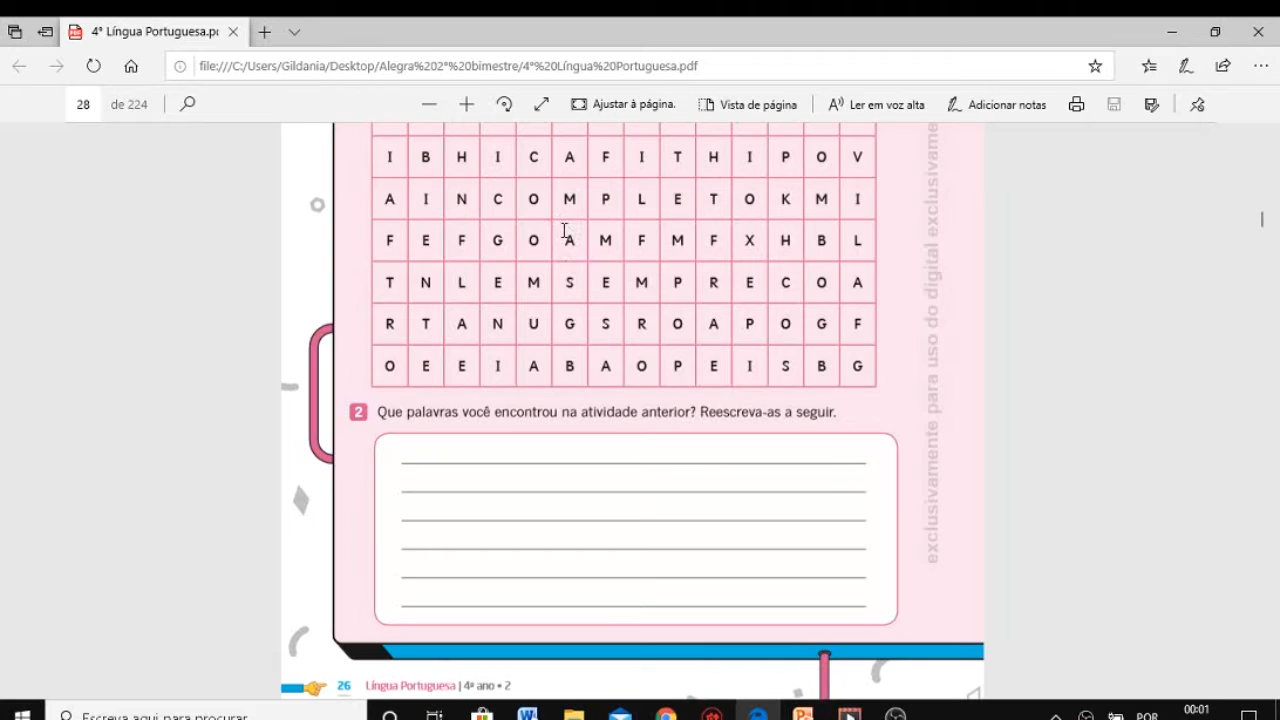 4º Língua Portuguesa.pd
file:///C:/Users/Gildania/Desktop/Alegra%202°%20bimestre/4°%20Língua%20Portuguesa.pdf
28 de 224 Ajustar à página. Vista de página Ler em voz alta Adicionar notas
I B H I C A F I T H I P O V
A I N C O M P L E T O K M I
F E F G O A M F M F X H B L
T N L I M S E M P R E C O A
R T A I U G S R O A P O G F
O E E I A B A O P E I S B G
2 Que palavras você encontrou na atividade anterior? Reescreva-as a seguir.
exclusivamente para uso do digital exclusivame
26 Língua Portuguesa | 4º ano • 2
Escreva aqui para procurar
POR
00:01